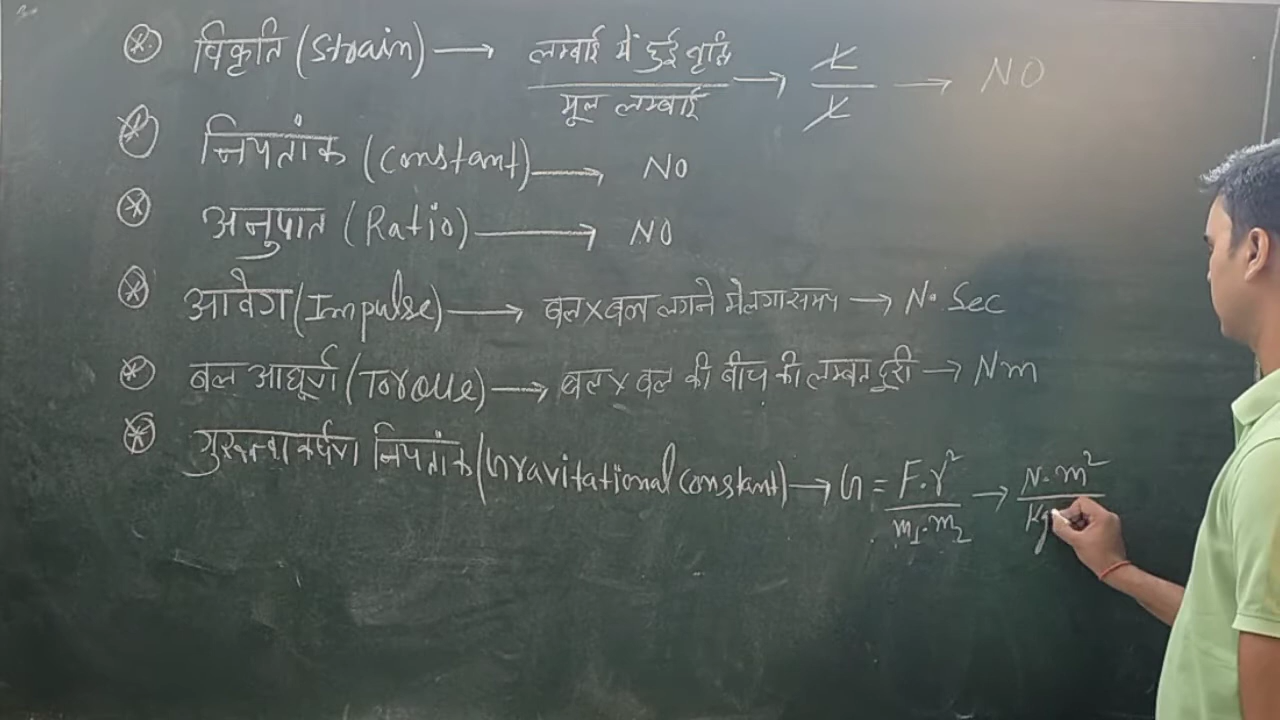 विकृति (Strain) → लम्बाई में हुई वृद्धि / मूल लम्बाई → L / L → NO
नियतांक (Constant) → NO
अनुपात (Ratio) → NO
आवेग (Impulse) → बल × बल लगने मे लगा समय → N. Sec
बल आघूर्ण (Torque) → बल × बल की बीच की लम्बत दुरी → Nm
गुरुत्वाकर्षण नियतांक (Gravitational constant) → G = F.r² / m₁.m₂ → N.m² / Kg